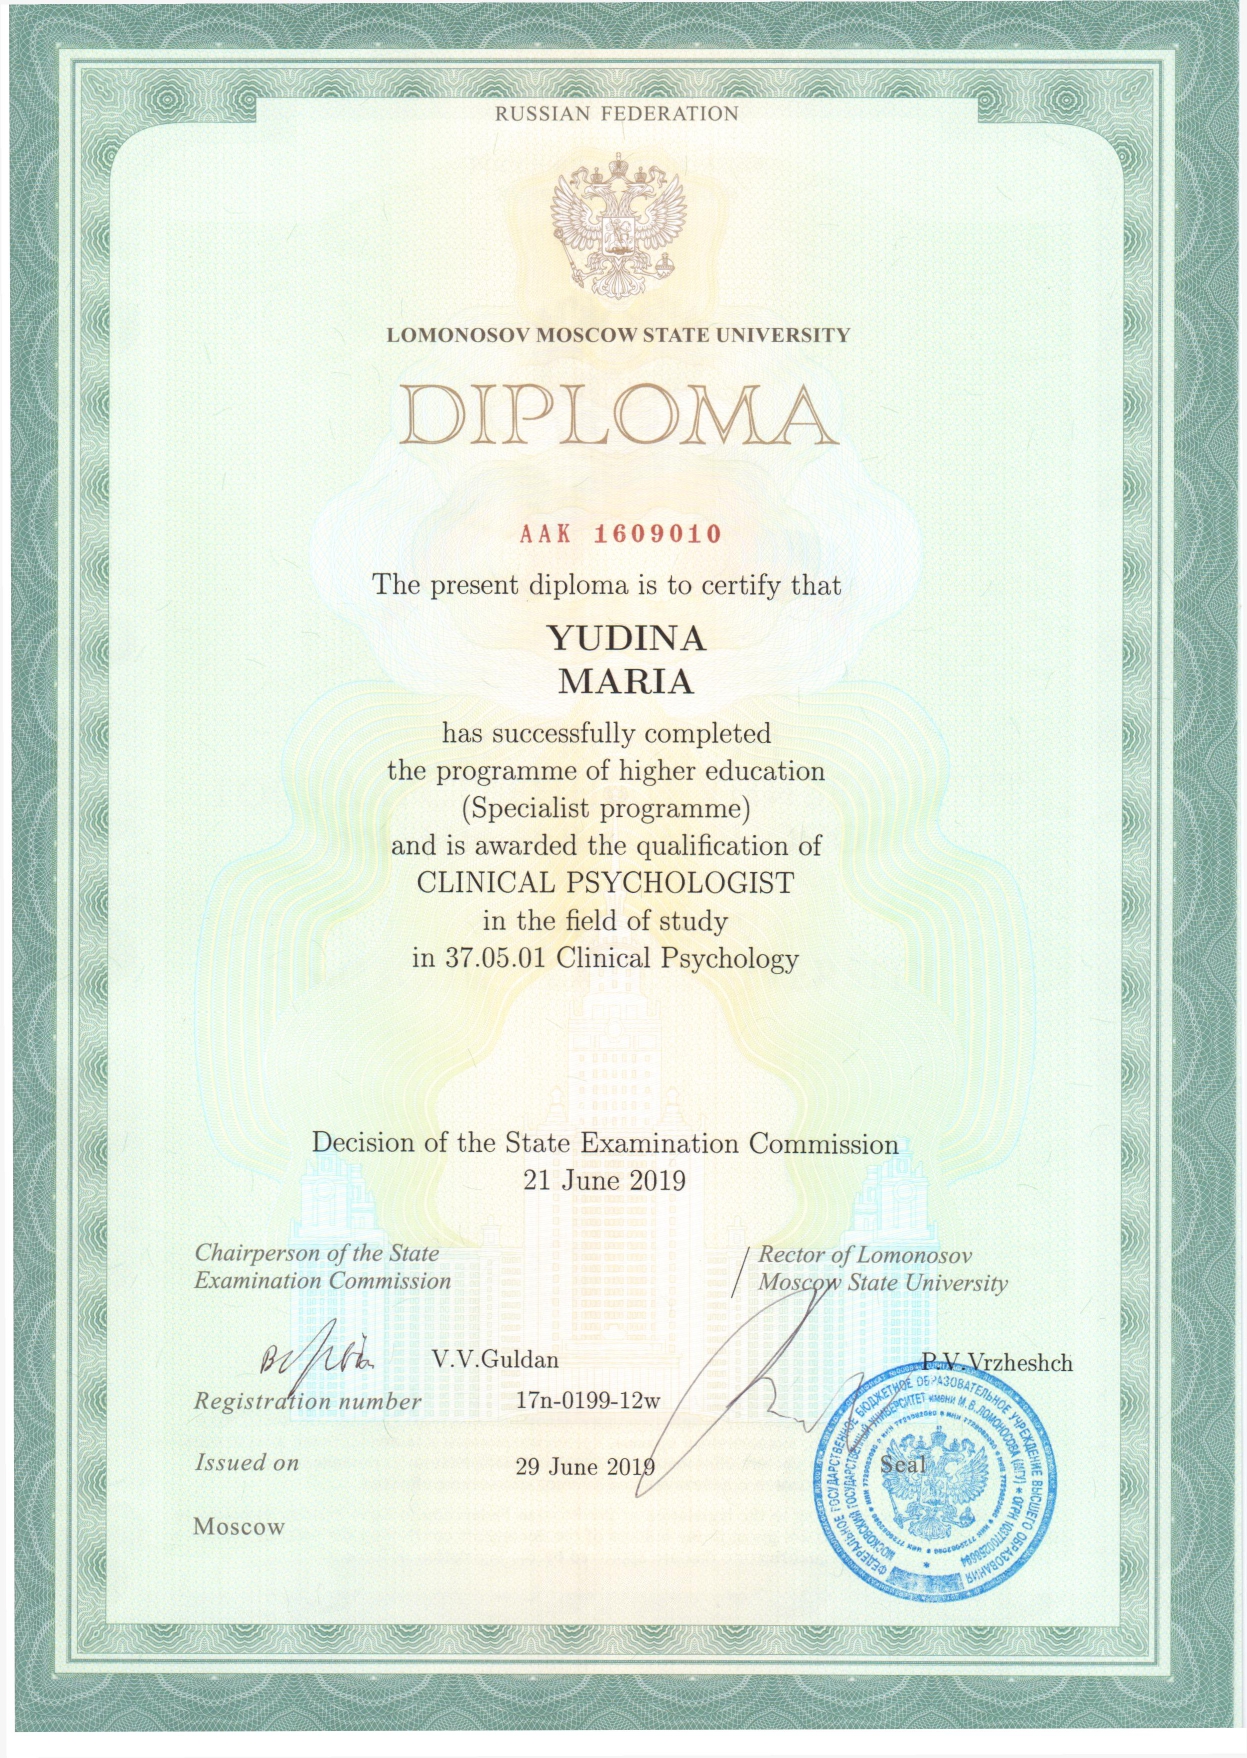 RUSSIAN FEDERATION
LOMONOSOV MOSCOW STATE UNIVERSITY
DIPLOMA
AAK 1609010
The present diploma is to certify that
YUDINA
MARIA
has successfully completed
the programme of higher education
(Specialist programme)
and is awarded the qualification of
CLINICAL PSYCHOLOGIST
in the field of study
in 37.05.01 Clinical Psychology
Decision of the State Examination Commission
21 June 2019
Chairperson of the State
Examination Commission
/ Rector of Lomonosov
Moscow State University
V.V.Guldan
P.V.Vrzheshch
Registration number 17n-0199-12w
Issued on 29 June 2019
Seal
Moscow
ФЕДЕРАЛЬНОЕ ГОСУДАРСТВЕННОЕ БЮДЖЕТНОЕ ОБРАЗОВАТЕЛЬНОЕ УЧРЕЖДЕНИЕ ВЫСШЕГО ОБРАЗОВАНИЯ
МОСКОВСКИЙ ГОСУДАРСТВЕННЫЙ УНИВЕРСИТЕТ ИМЕНИ М.В.ЛОМОНОСОВА (МГУ) * ОГРН